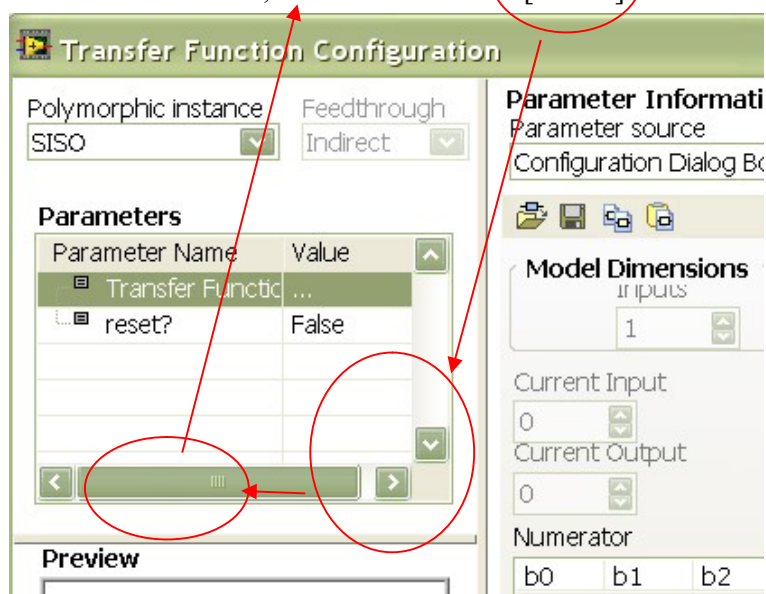 Transfer Function Configuration
Polymorphic instance
Feedthrough
SISO
Indirect
Parameters
Parameter Name Value
Transfer Functic ...
reset? False
Preview
Parameter Informati
Parameter source
Configuration Dialog Bo
Model Dimensions
Inputs
1
Current Input
0
Current Output
0
Numerator
b0 b1 b2